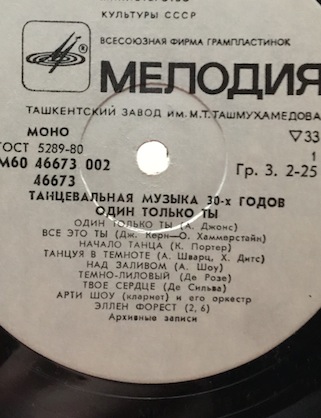 КУЛЬТУРЫ СССР
ВСЕСОЮЗНАЯ ФИРМА ГРАМПЛАСТИНОК
МЕЛОДИЯ
ТАШКЕНТСКИЙ ЗАВОД ИМ. М.Т. ТАШМУХАМЕДОВА
МОНО
▽33
ГОСТ 5289-80
1
М60 46673 002
Гр. 3. 2-25
46673
ТАНЦЕВАЛЬНАЯ МУЗЫКА 30-х ГОДОВ
ОДИН ТОЛЬКО ТЫ
ОДИН ТОЛЬКО ТЫ (А. Джонс)
ВСЕ ЭТО ТЫ (Дж. Керн—О. Хаммерстайн)
НАЧАЛО ТАНЦА (К. Портер)
ТАНЦУЯ В ТЕМНОТЕ (А. Шварц, Х. Дитс)
НАД ЗАЛИВОМ (А. Шоу)
ТЕМНО-ЛИЛОВЫЙ (Де Розе)
ТВОЕ СЕРДЦЕ (Де Сильва)
АРТИ ШОУ (кларнет) и его оркестр
ЭЛЛЕН ФОРЕСТ (2, 6)
Архивные записи